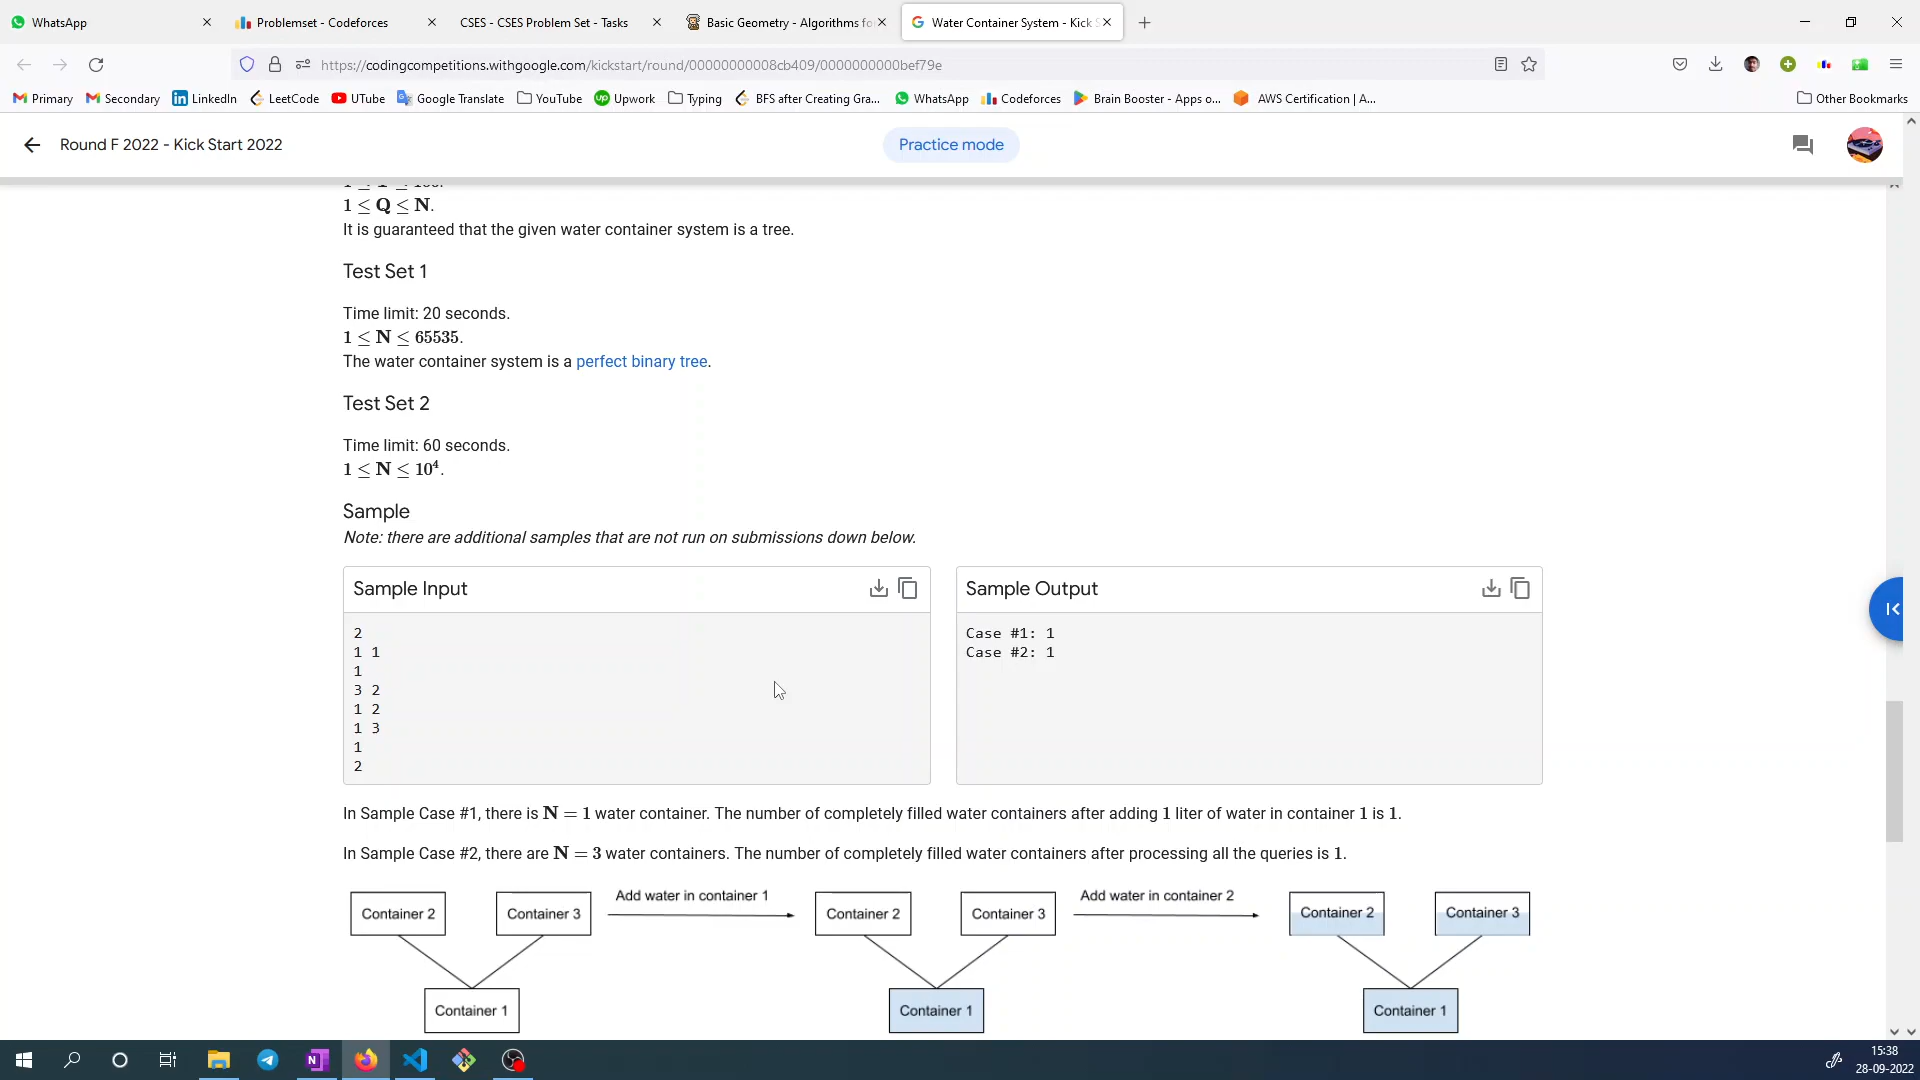 WhatsApp
Problemset - Codeforces
CSES - CSES Problem Set - Tasks
Basic Geometry - Algorithms fo
Water Container System - Kick S
https://codingcompetitions.withgoogle.com/kickstart/round/00000000008cb409/0000000000bef79e
Primary
Secondary
LinkedIn
LeetCode
UTube
Google Translate
YouTube
Upwork
Typing
BFS after Creating Gra...
WhatsApp
Codeforces
Brain Booster - Apps o...
AWS Certification | A...
Other Bookmarks
Round F 2022 - Kick Start 2022
Practice mode
1 ≤ Q ≤ N.
It is guaranteed that the given water container system is a tree.
Test Set 1
Time limit: 20 seconds.
1 ≤ N ≤ 65535.
The water container system is a perfect binary tree.
Test Set 2
Time limit: 60 seconds.
1 ≤ N ≤ 10⁴.
Sample
Note: there are additional samples that are not run on submissions down below.
Sample Input
2
1 1
1
3 2
1 2
1 3
1
2
Sample Output
Case #1: 1
Case #2: 1
In Sample Case #1, there is N = 1 water container. The number of completely filled water containers after adding 1 liter of water in container 1 is 1.
In Sample Case #2, there are N = 3 water containers. The number of completely filled water containers after processing all the queries is 1.
Container 2
Container 3
Add water in container 1
Container 2
Container 3
Add water in container 2
Container 2
Container 3
Container 1
Container 1
Container 1
15:38
28-09-2022